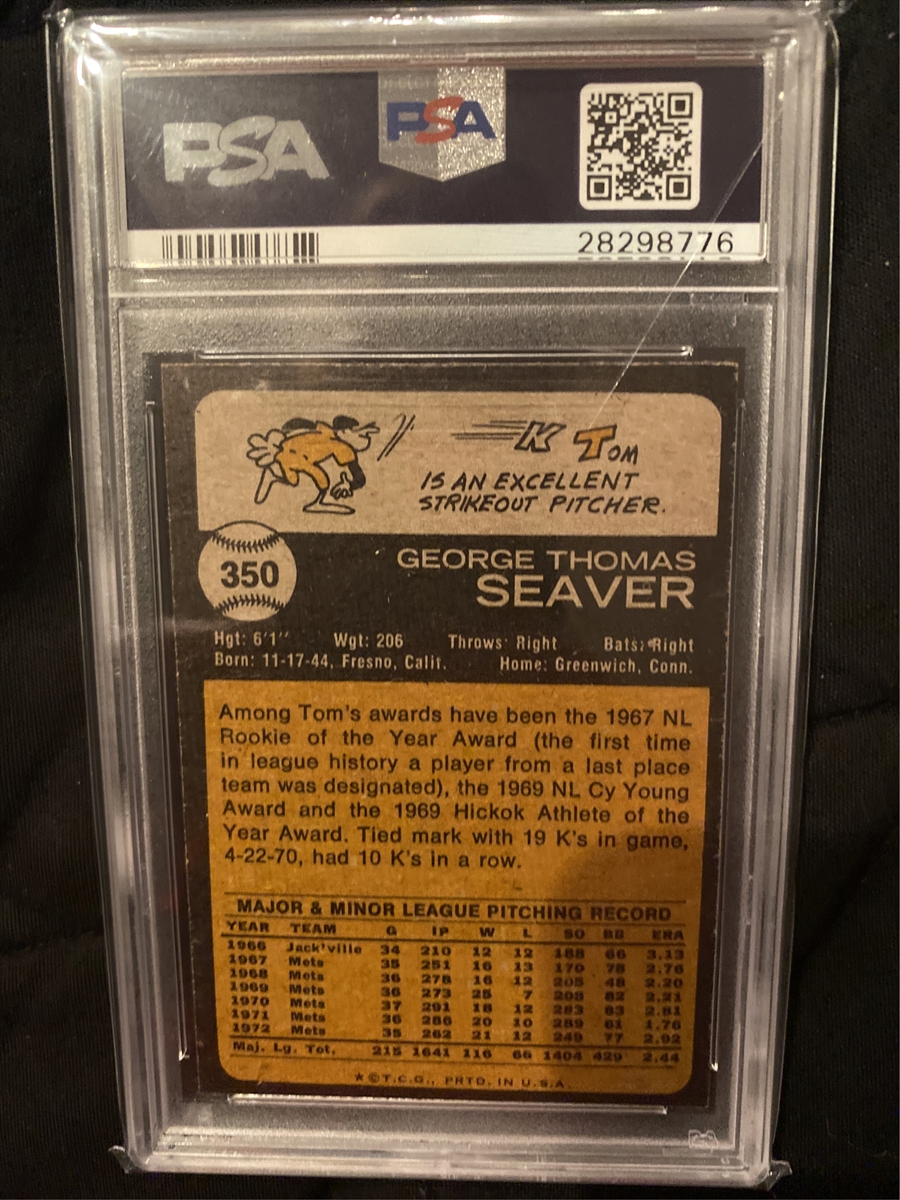 PSA
PSA
28298776
K Tom
IS AN EXCELLENT
STRIKEOUT PITCHER.
350
GEORGE THOMAS
SEAVER
Hgt: 6'1" Wgt: 206 Throws: Right Bats: Right
Born: 11-17-44, Fresno, Calif. Home: Greenwich, Conn.
Among Tom's awards have been the 1967 NL
Rookie of the Year Award (the first time
in league history a player from a last place
team was designated), the 1969 NL Cy Young
Award and the 1969 Hickok Athlete of the
Year Award. Tied mark with 19 K's in game,
4-22-70, had 10 K's in a row.
MAJOR & MINOR LEAGUE PITCHING RECORD
YEAR TEAM G IP W L SO BB ERA
1966 Jack'ville 34 210 12 12 188 66 3.13
1967 Mets 35 251 16 13 170 78 2.76
1968 Mets 36 278 16 12 205 48 2.20
1969 Mets 36 273 25 7 208 82 2.21
1970 Mets 37 291 18 12 283 83 2.81
1971 Mets 36 286 20 10 289 61 1.76
1972 Mets 35 262 21 12 249 77 2.92
Maj. Lg. Tot. 215 1641 116 66 1404 429 2.44
★©T.C.G., PRTD. IN U.S.A.